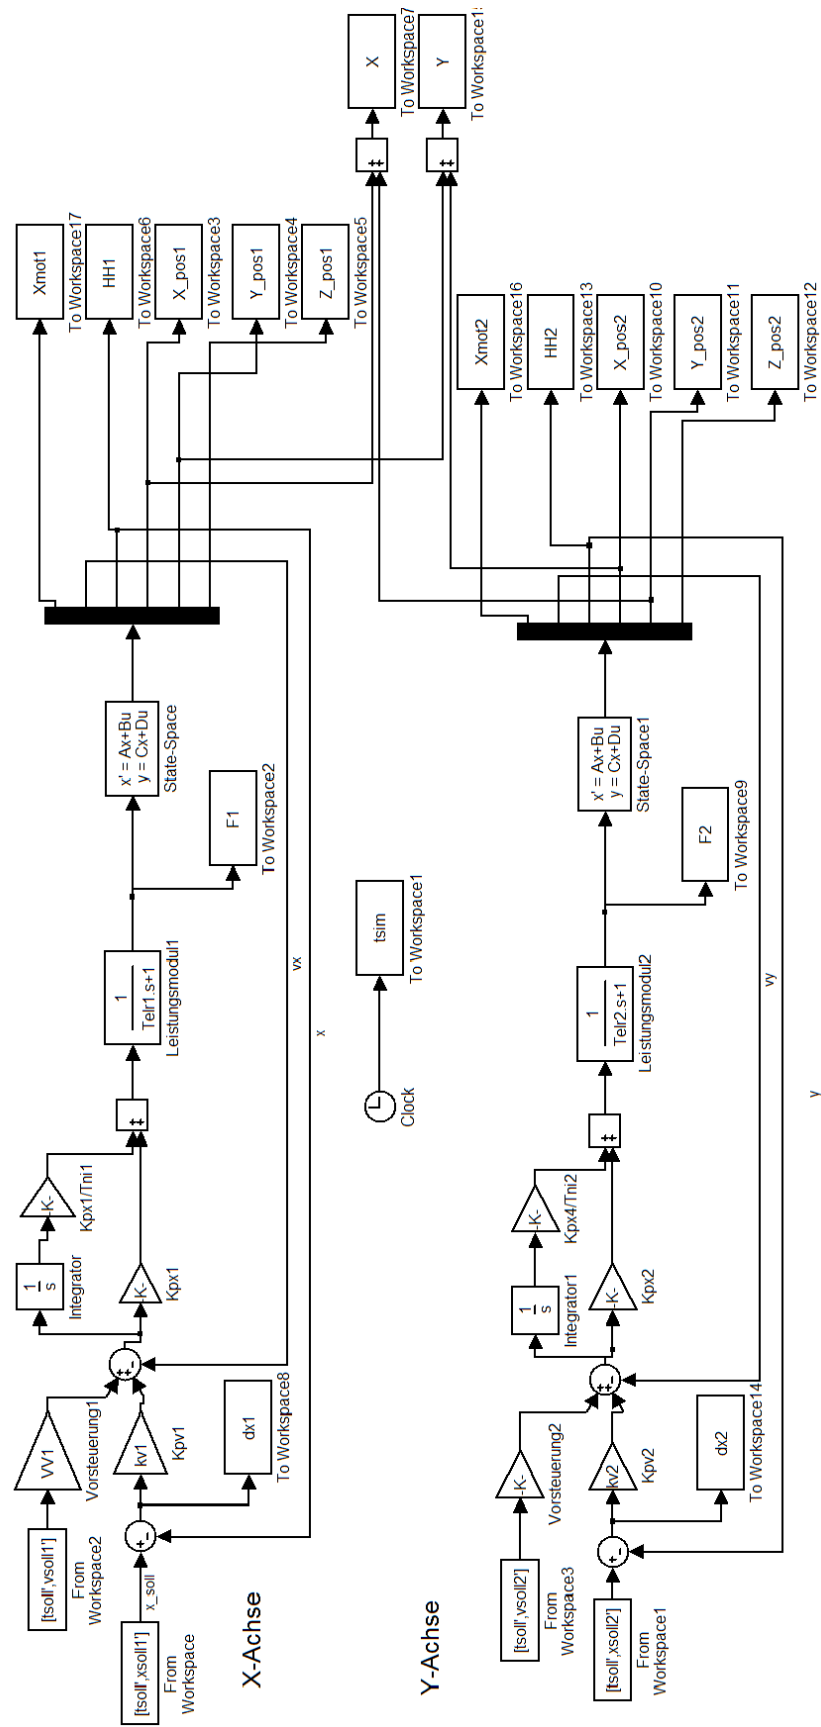 X-Achse
[tsoll',xsoll1']
From
Workspace
x_soll
[tsoll',vsoll1']
From
Workspace2
VV1
Vorsteuerung1
kv1
Kpv1
dx1
To Workspace8
1
s
Integrator
-K-
Kpx1
-K-
Kpx1/Tni1
1
Telr1.s+1
Leistungsmodul1
F1
To Workspace2
x' = Ax+Bu
y = Cx+Du
State-Space
vx
x
Xmot1
To Workspace17
HH1
To Workspace6
X_pos1
To Workspace3
Y_pos1
To Workspace4
Z_pos1
To Workspace5
X
To Workspace7
Y
Clock
tsim
To Workspace1
Y-Achse
[tsoll',xsoll2']
From
Workspace1
[tsoll',vsoll2']
From
Workspace3
-K-
Vorsteuerung2
kv2
Kpv2
dx2
To Workspace14
1
s
Integrator1
-K-
Kpx2
-K-
Kpx4/Tni2
1
Telr2.s+1
Leistungsmodul2
F2
To Workspace9
x' = Ax+Bu
y = Cx+Du
State-Space1
vy
y
Xmot2
To Workspace16
HH2
To Workspace13
X_pos2
To Workspace10
Y_pos2
To Workspace11
Z_pos2
To Workspace12